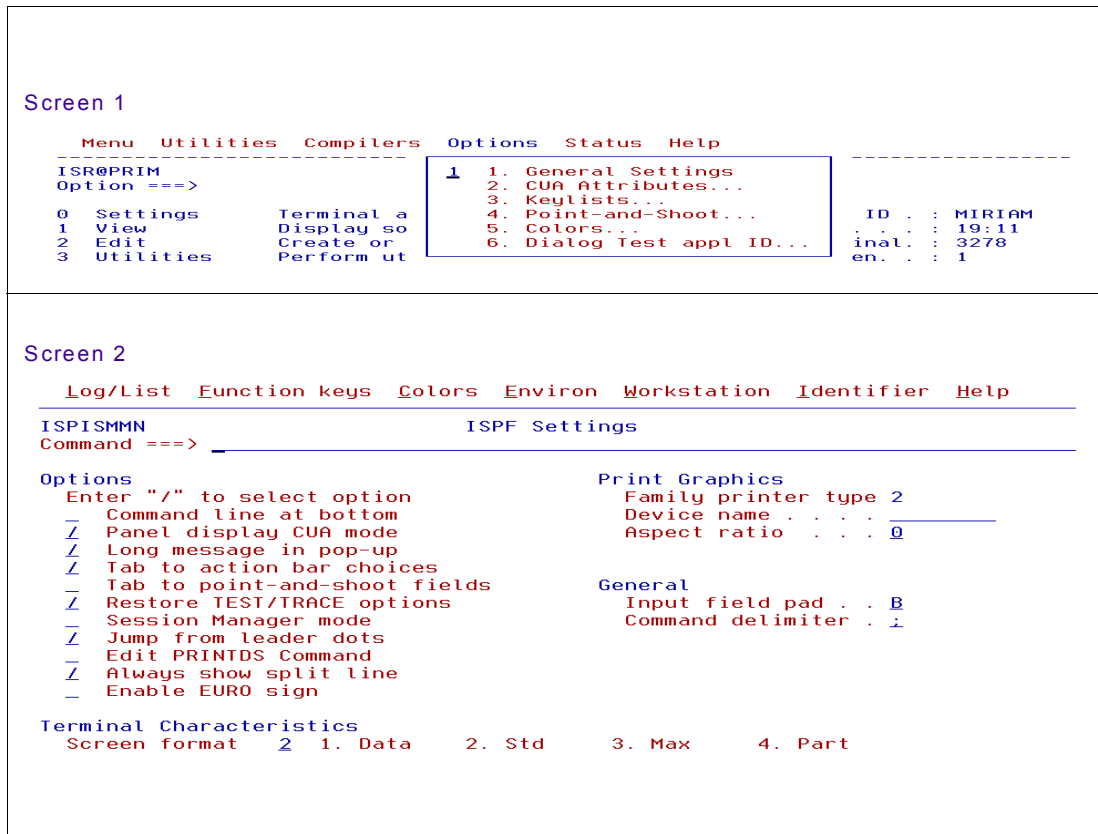 Screen 1
Menu  Utilities  Compilers  Options  Status  Help
ISR@PRIM  1  1. General Settings
Option ===>  2. CUA Attributes...
3. Keylists...
0  Settings  Terminal a  4. Point-and-Shoot...  ID . : MIRIAM
1  View  Display so  5. Colors...  . . . : 19:11
2  Edit  Create or  6. Dialog Test appl ID...  inal. : 3278
3  Utilities  Perform ut  en. . : 1
Screen 2
Log/List  Function keys  Colors  Environ  Workstation  Identifier  Help
ISPISMMN  ISPF Settings
Command ===> _
Options  Print Graphics
Enter "/" to select option  Family printer type 2
_  Command line at bottom  Device name . . . .
/  Panel display CUA mode  Aspect ratio  . . . 0
/  Long message in pop-up
/  Tab to action bar choices
_  Tab to point-and-shoot fields  General
/  Restore TEST/TRACE options  Input field pad . . B
_  Session Manager mode  Command delimiter . ;
/  Jump from leader dots
_  Edit PRINTDS Command
/  Always show split line
_  Enable EURO sign
Terminal Characteristics
Screen format  2  1. Data  2. Std  3. Max  4. Part